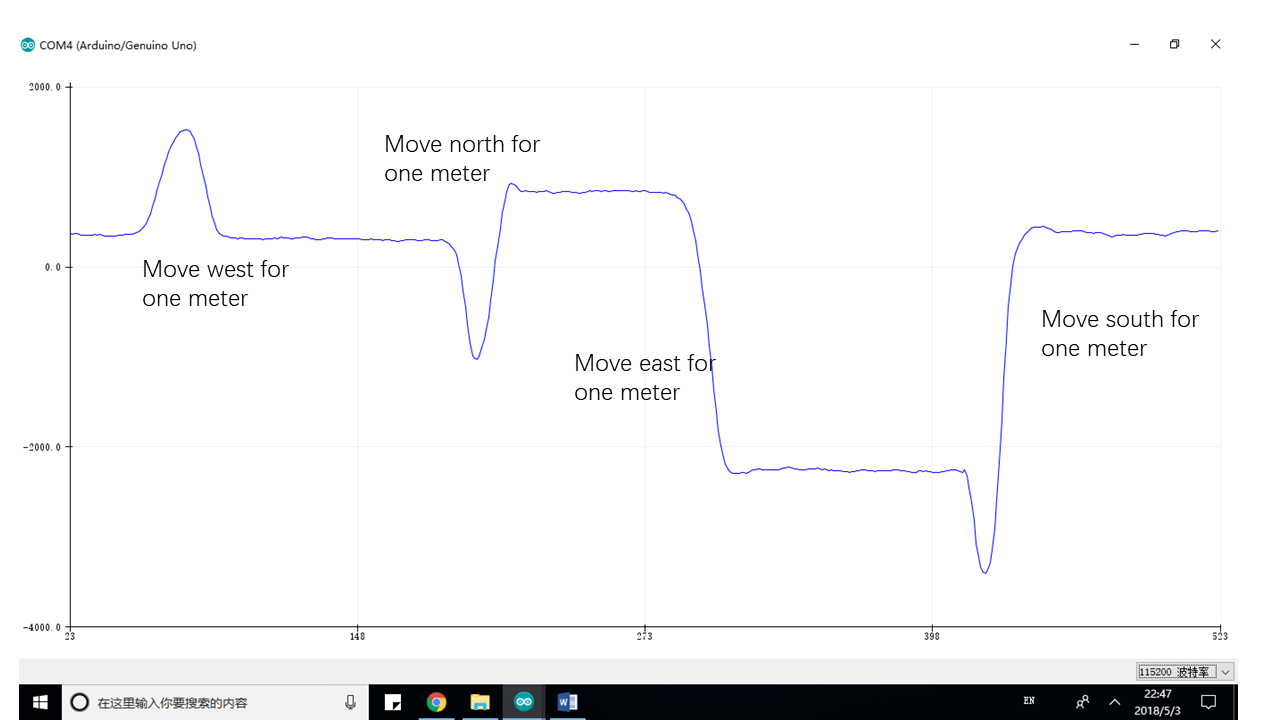 COM4 (Arduino/Genuino Uno)
2000.0
Move north for
one meter
0.0
Move west for
one meter
Move south for
one meter
Move east for
one meter
-2000.0
-4000.0
23
148
273
398
523
115200 波特率
在这里输入你要搜索的内容
EN
22:47
2018/5/3